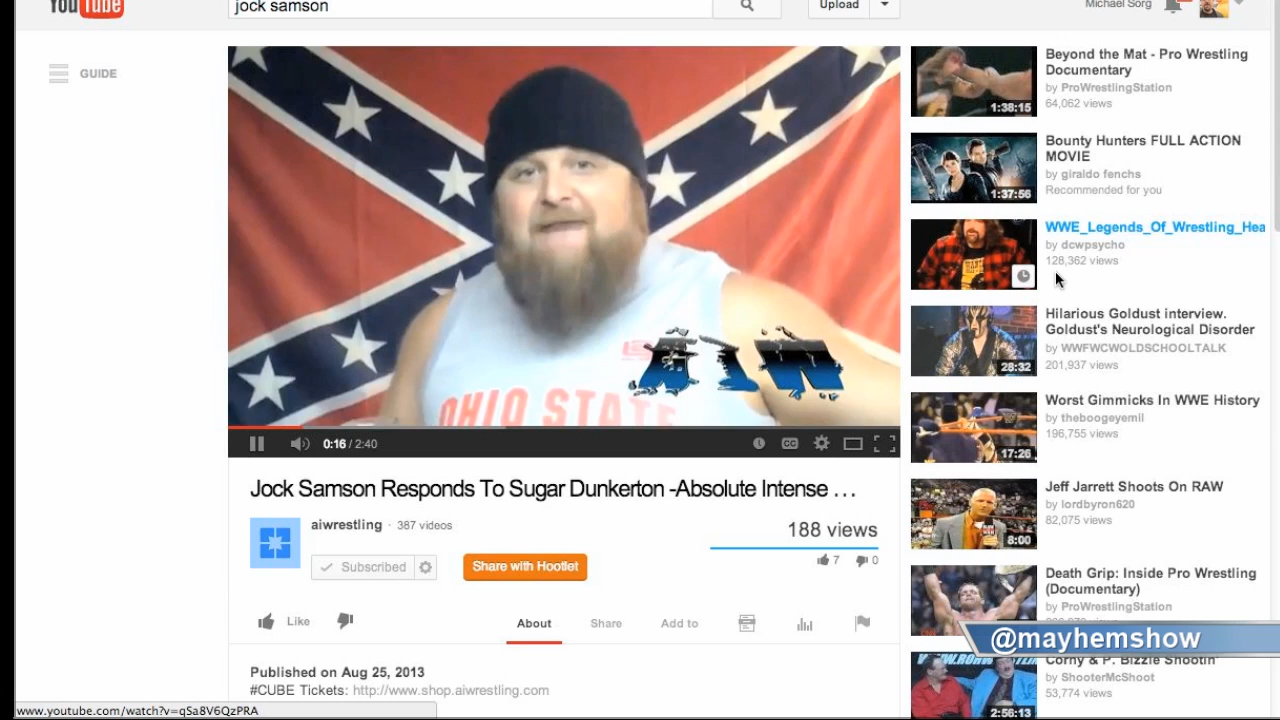 YouTube
jock samson
Upload
Michael Sorg
GUIDE
OHIO STATE
AIW
0:16 / 2:40
CC
Jock Samson Responds To Sugar Dunkerton -Absolute Intense ...
aiwrestling · 387 videos
Subscribed
Share with Hootlet
188 views
7
0
Like
About
Share
Add to
Published on Aug 25, 2013
#CUBE Tickets: http://www.shop.aiwrestling.com
www.youtube.com/watch?v=qSa8V6QzPRA
1:38:15
Beyond the Mat - Pro Wrestling
Documentary
by ProWrestlingStation
64,062 views
1:37:56
Bounty Hunters FULL ACTION
MOVIE
by giraldo fenchs
Recommended for you
WWE_Legends_Of_Wrestling_Hea
by dcwpsycho
128,362 views
28:32
Hilarious Goldust interview.
Goldust's Neurological Disorder
by WWFWCWOLDSCHOOLTALK
201,937 views
17:26
Worst Gimmicks In WWE History
by theboogeyemil
196,755 views
8:00
Jeff Jarrett Shoots On RAW
by lordbyron620
82,075 views
Death Grip: Inside Pro Wrestling
(Documentary)
by ProWrestlingStation
@mayhemshow
Corny & P. Bizzle Shootin'
by ShooterMcShoot
53,774 views
2:56:13